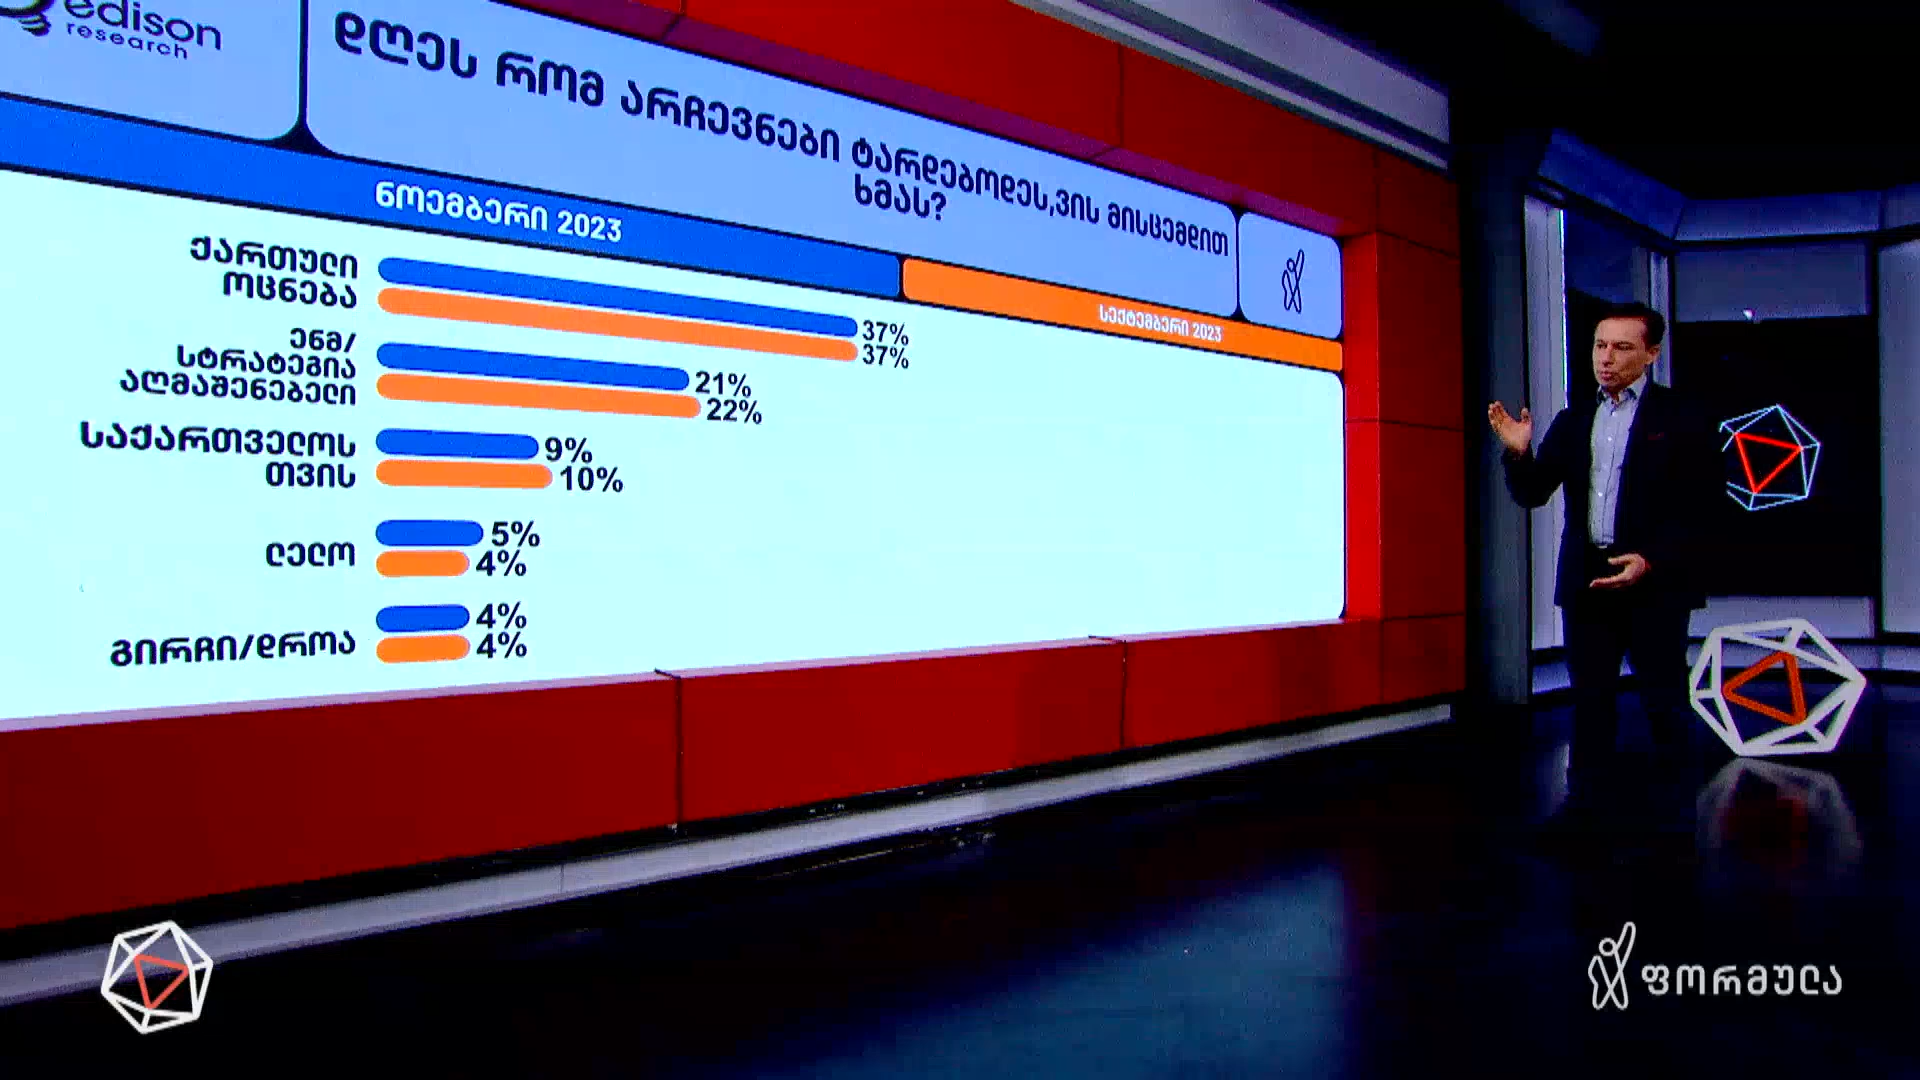 edison
research
დღეს რომ არჩევნები ტარდებოდეს,ვის მისცემდით
ხმას?
ნოემბერი 2023
სექტემბერი 2023
ქართული
ოცნება
37%
37%
ენმ/
სტრატეგია
აღმაშენებელი
21%
22%
საქართველოს
თვის
9%
10%
ლელო
5%
4%
გირჩი/დროა
4%
4%
ფორმულა